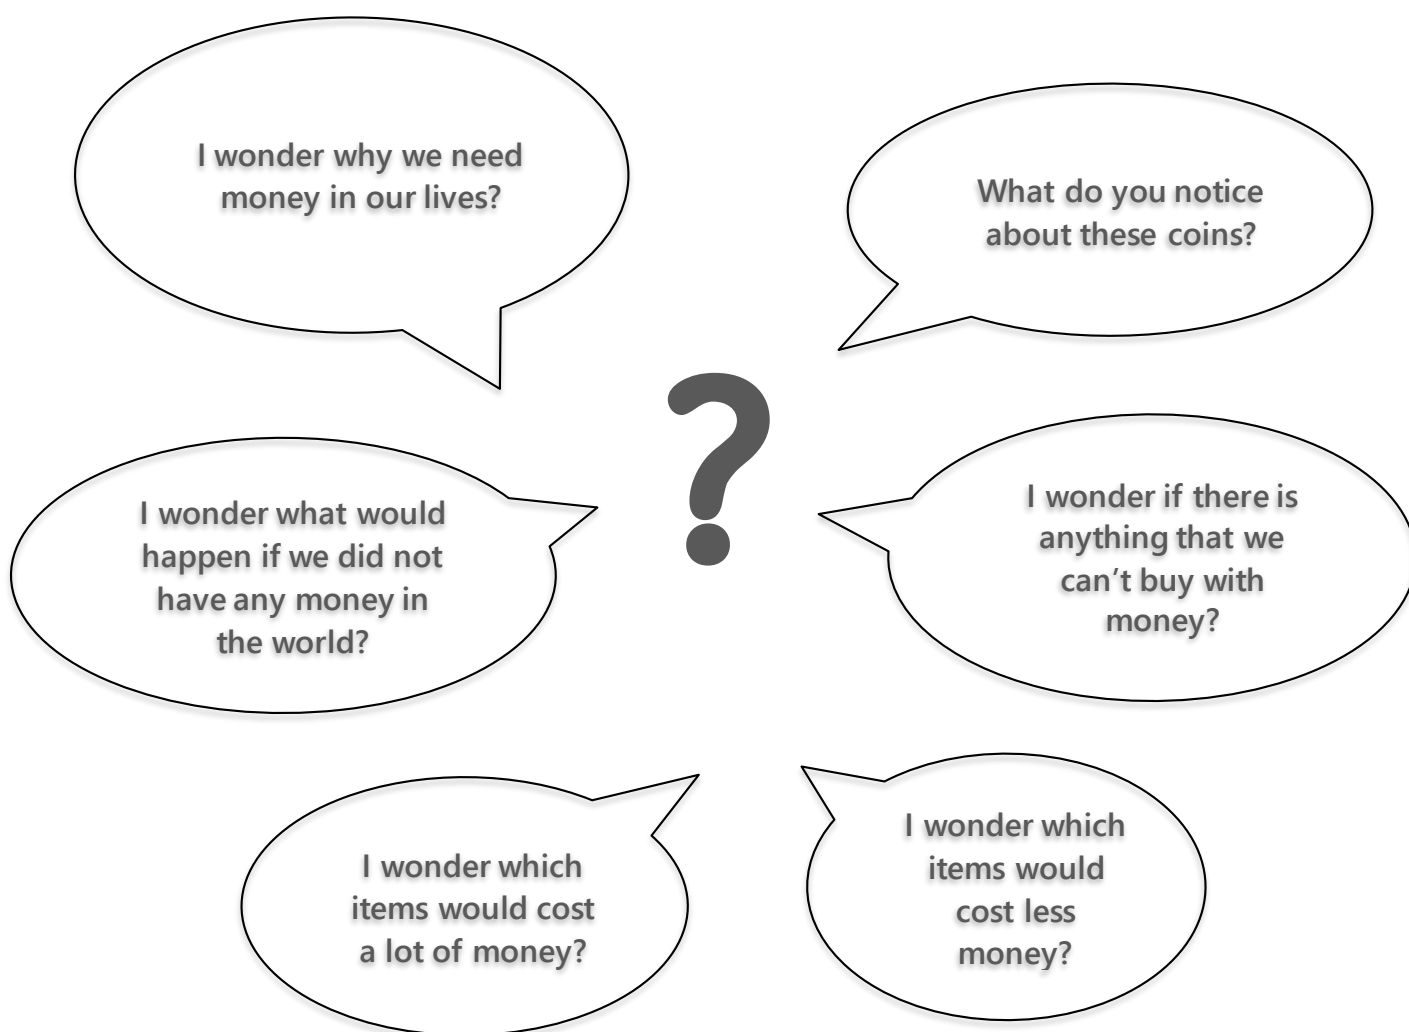 I wonder why we need
money in our lives?
What do you notice
about these coins?
?
I wonder what would
happen if we did not
have any money in
the world?
I wonder if there is
anything that we
can't buy with
money?
I wonder which
items would cost
a lot of money?
I wonder which
items would
cost less
money?